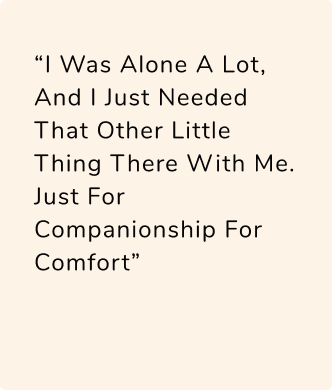 “I Was Alone A Lot,
And I Just Needed
That Other Little
Thing There With Me.
Just For
Companionship For
Comfort”